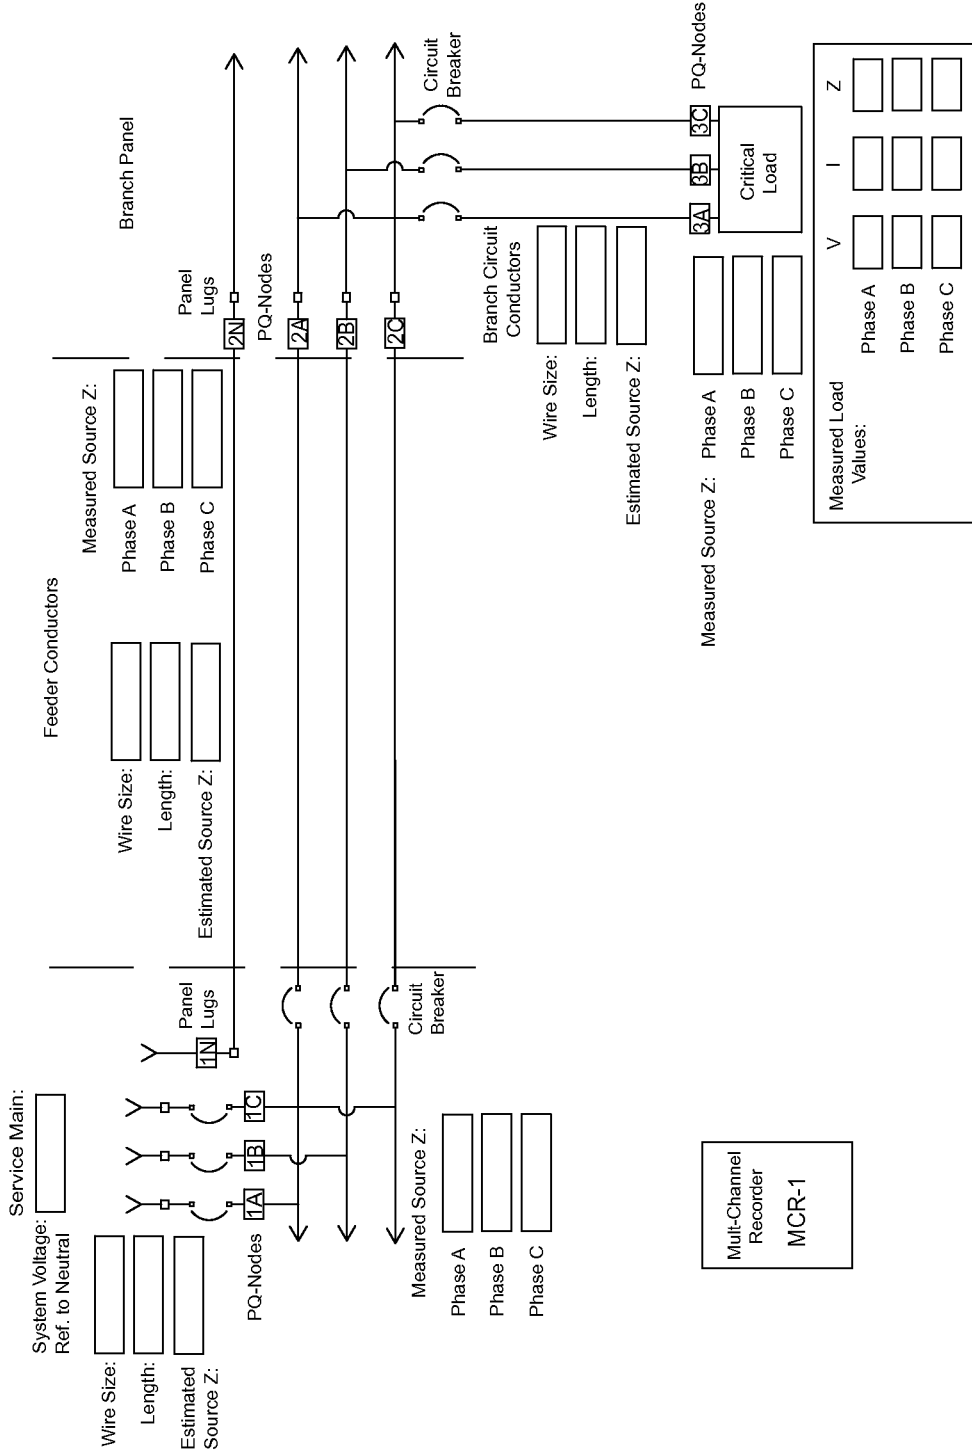 Service Main:
System Voltage:
Ref. to Neutral
Wire Size:
Length:
Estimated
Source Z:
PQ-Nodes
1A
1B
1C
1N
Panel
Lugs
Circuit
Breaker
Measured Source Z:
Phase A
Phase B
Phase C
Mult-Channel
Recorder
MCR-1
Feeder Conductors
Wire Size:
Length:
Estimated Source Z:
Measured Source Z:
Phase A
Phase B
Phase C
Branch Panel
Panel
Lugs
2N
PQ-Nodes
2A
2B
2C
Circuit
Breaker
Branch Circuit
Conductors
Wire Size:
Length:
Estimated Source Z:
Measured Source Z:
Phase A
Phase B
Phase C
PQ-Nodes
3A
3B
3C
Critical
Load
Measured Load
Values:
V I Z
Phase A
Phase B
Phase C